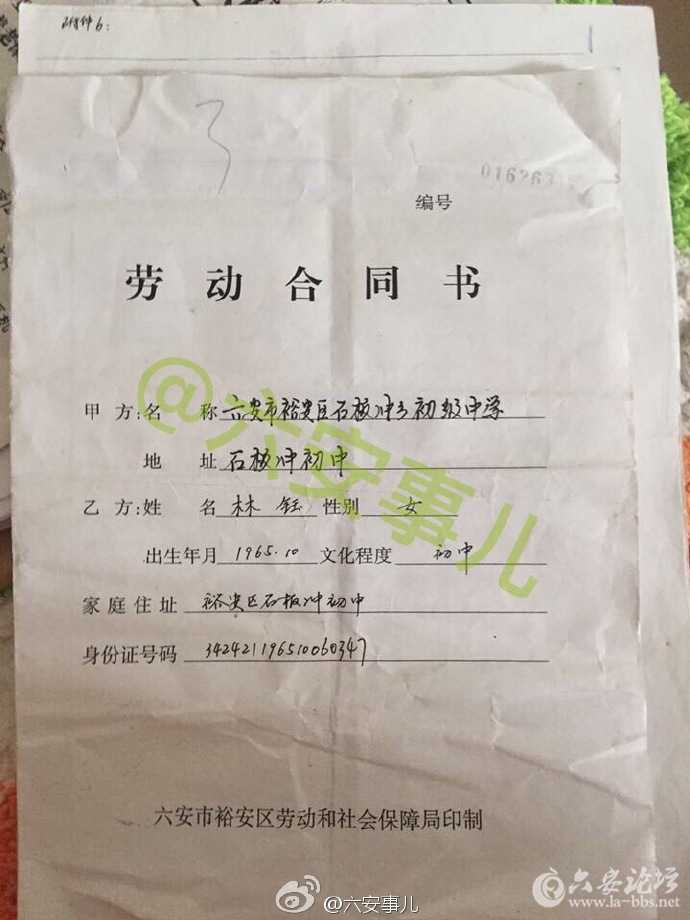 附件6:
3
016263
编号
劳动合同书
甲方:名 称 六安市裕安区石板冲乡初级中学
地 址 石板冲初中
乙方:姓 名 林钰 性别 女
出生年月 1965.10 文化程度 初中
家庭住址 裕安区石板冲初中
身份证号码 342421196510060347
六安市裕安区劳动和社会保障局印制
@六安事儿
@六安事儿
六安论坛
www.la-bbs.net